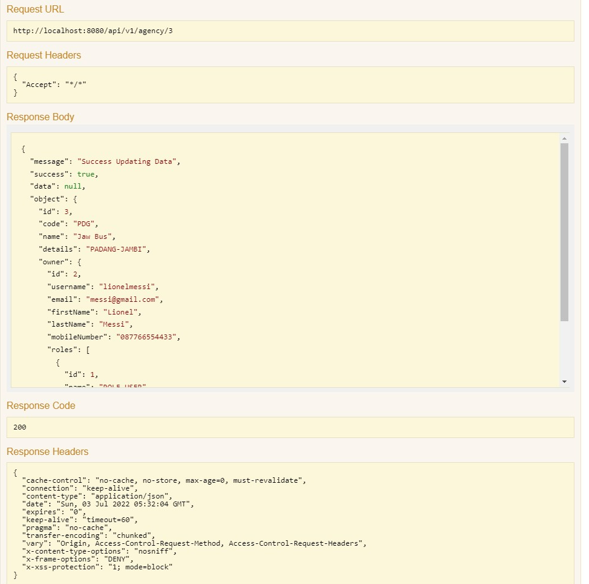 Request URL
http://localhost:8080/api/v1/agency/3
Request Headers
{
  "Accept": "*/*"
}
Response Body
{
  "message": "Success Updating Data",
  "success": true,
  "data": null,
  "object": {
    "id": 3,
    "code": "PDG",
    "name": "Jaw Bus",
    "details": "PADANG-JAMBI",
    "owner": {
      "id": 2,
      "username": "lionelmessi",
      "email": "messi@gmail.com",
      "firstName": "Lionel",
      "lastName": "Messi",
      "mobileNumber": "087766554433",
      "roles": [
        {
          "id": 1,
          "name": "ROLE_USER"
Response Code
200
Response Headers
{
  "cache-control": "no-cache, no-store, max-age=0, must-revalidate",
  "connection": "keep-alive",
  "content-type": "application/json",
  "date": "Sun, 03 Jul 2022 05:32:04 GMT",
  "expires": "0",
  "keep-alive": "timeout=60",
  "pragma": "no-cache",
  "transfer-encoding": "chunked",
  "vary": "Origin, Access-Control-Request-Method, Access-Control-Request-Headers",
  "x-content-type-options": "nosniff",
  "x-frame-options": "DENY",
  "x-xss-protection": "1; mode=block"
}